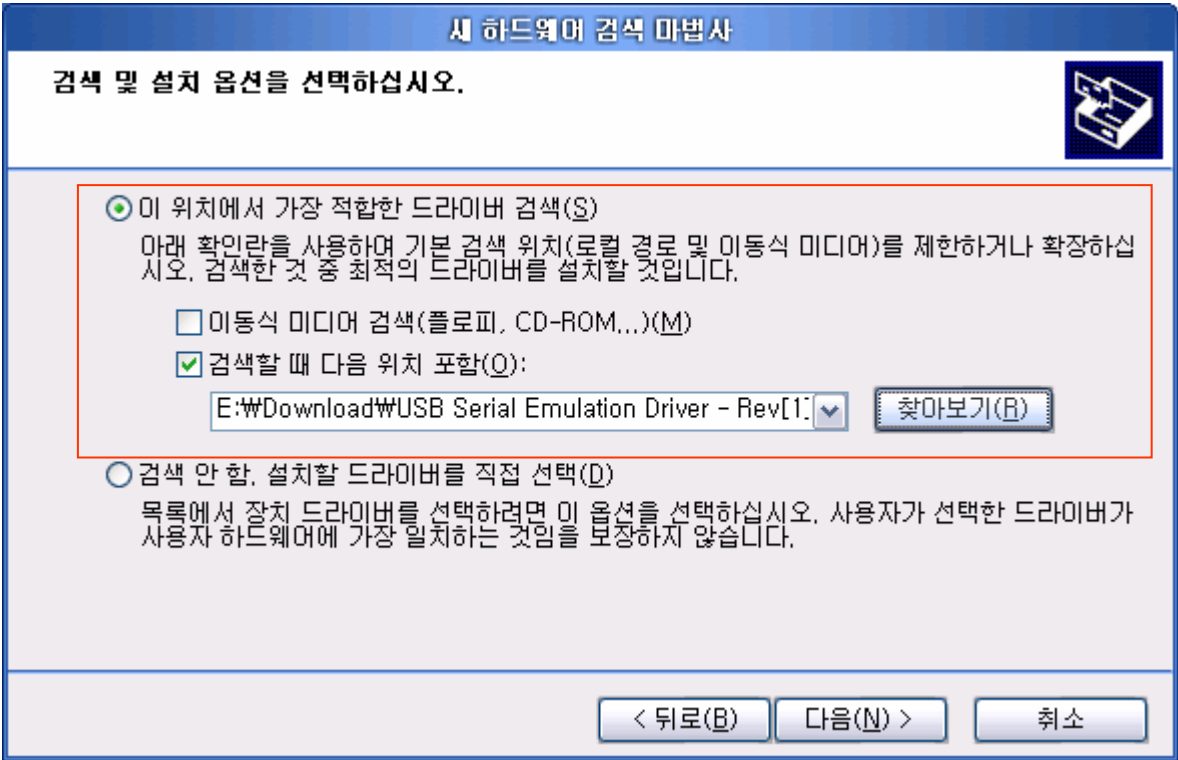 새 하드웨어 검색 마법사
검색 및 설치 옵션을 선택하십시오.
이 위치에서 가장 적합한 드라이버 검색(S)
아래 확인란을 사용하여 기본 검색 위치(로컬 경로 및 이동식 미디어)를 제한하거나 확장하십
시오. 검색한 것 중 최적의 드라이버를 설치할 것입니다.
이동식 미디어 검색(플로피, CD-ROM...)(M)
검색할 때 다음 위치 포함(O):
E:₩Download₩USB Serial Emulation Driver - Rev[1]
찾아보기(R)
검색 안 함. 설치할 드라이버를 직접 선택(D)
목록에서 장치 드라이버를 선택하려면 이 옵션을 선택하십시오. 사용자가 선택한 드라이버가
사용자 하드웨어에 가장 일치하는 것임을 보장하지 않습니다.
< 뒤로(B) 다음(N) > 취소